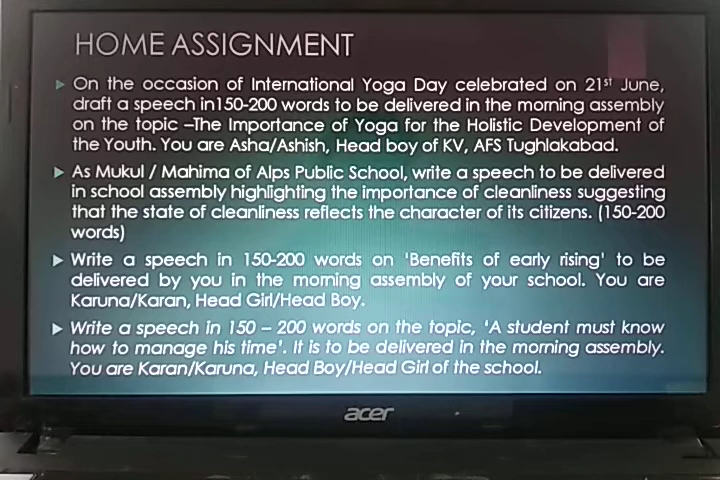 HOME ASSIGNMENT
On the occasion of International Yoga Day celebrated on 21st June,
draft a speech in150-200 words to be delivered in the morning assembly
on the topic –The Importance of Yoga for the Holistic Development of
the Youth. You are Asha/Ashish, Head boy of KV, AFS Tughlakabad.
As Mukul / Mahima of Alps Public School, write a speech to be delivered
in school assembly highlighting the importance of cleanliness suggesting
that the state of cleanliness reflects the character of its citizens. (150-200
words)
Write a speech in 150-200 words on 'Benefits of early rising' to be
delivered by you in the morning assembly of your school. You are
Karuna/Karan, Head Girl/Head Boy.
Write a speech in 150 – 200 words on the topic, 'A student must know
how to manage his time'. It is to be delivered in the morning assembly.
You are Karan/Karuna, Head Boy/Head Girl of the school.
acer